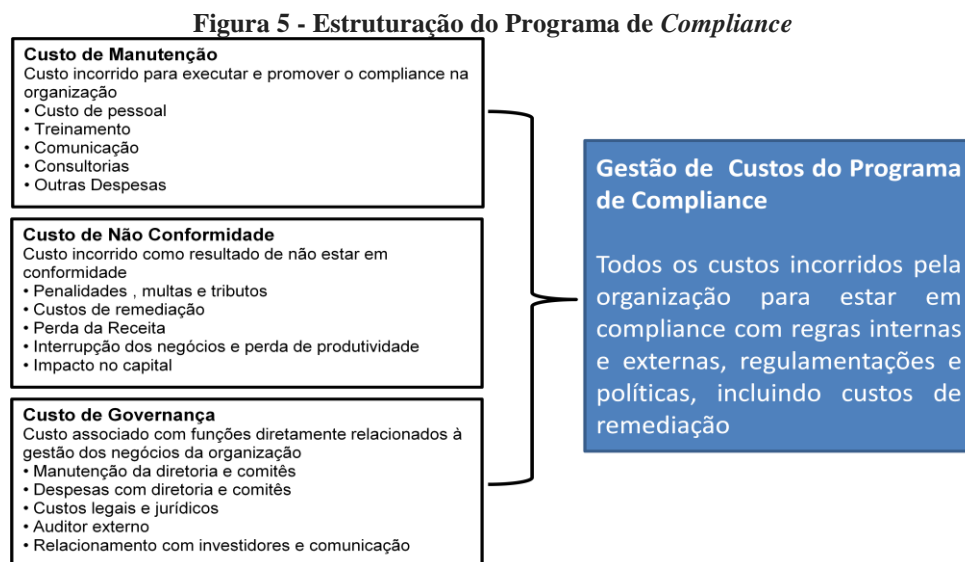 Figura 5 - Estruturação do Programa de Compliance
Custo de Manutenção
Custo incorrido para executar e promover o compliance na
organização
• Custo de pessoal
• Treinamento
• Comunicação
• Consultorias
• Outras Despesas
Custo de Não Conformidade
Custo incorrido como resultado de não estar em
conformidade
• Penalidades , multas e tributos
• Custos de remediação
• Perda da Receita
• Interrupção dos negócios e perda de produtividade
• Impacto no capital
Custo de Governança
Custo associado com funções diretamente relacionados à
gestão dos negócios da organização
• Manutenção da diretoria e comitês
• Despesas com diretoria e comitês
• Custos legais e jurídicos
• Auditor externo
• Relacionamento com investidores e comunicação
Gestão de Custos do Programa
de Compliance
Todos os custos incorridos pela
organização para estar em
compliance com regras internas
e externas, regulamentações e
políticas, incluindo custos de
remediação